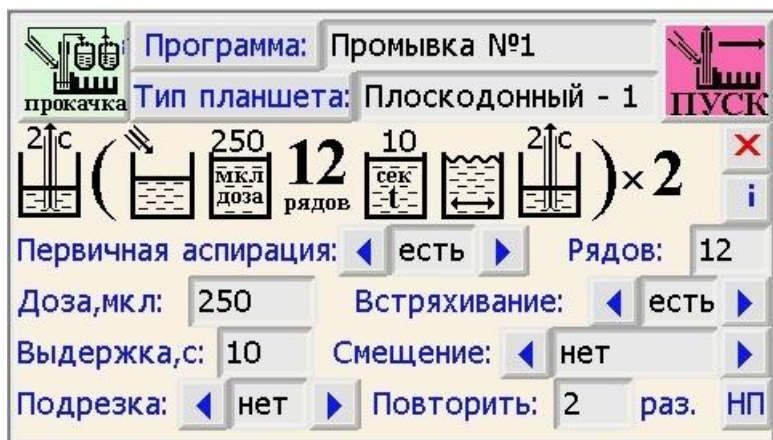 Программа: Промывка №1
прокачка Тип планшета: Плоскодонный - 1 ПУСК
2 с ( 250 мкл доза 12 рядов 10 сек t 2 с ) × 2
i
Первичная аспирация: есть Рядов: 12
Доза,мкл: 250 Встряхивание: есть
Выдержка,с: 10 Смещение: нет
Подрезка: нет Повторить: 2 раз. НП